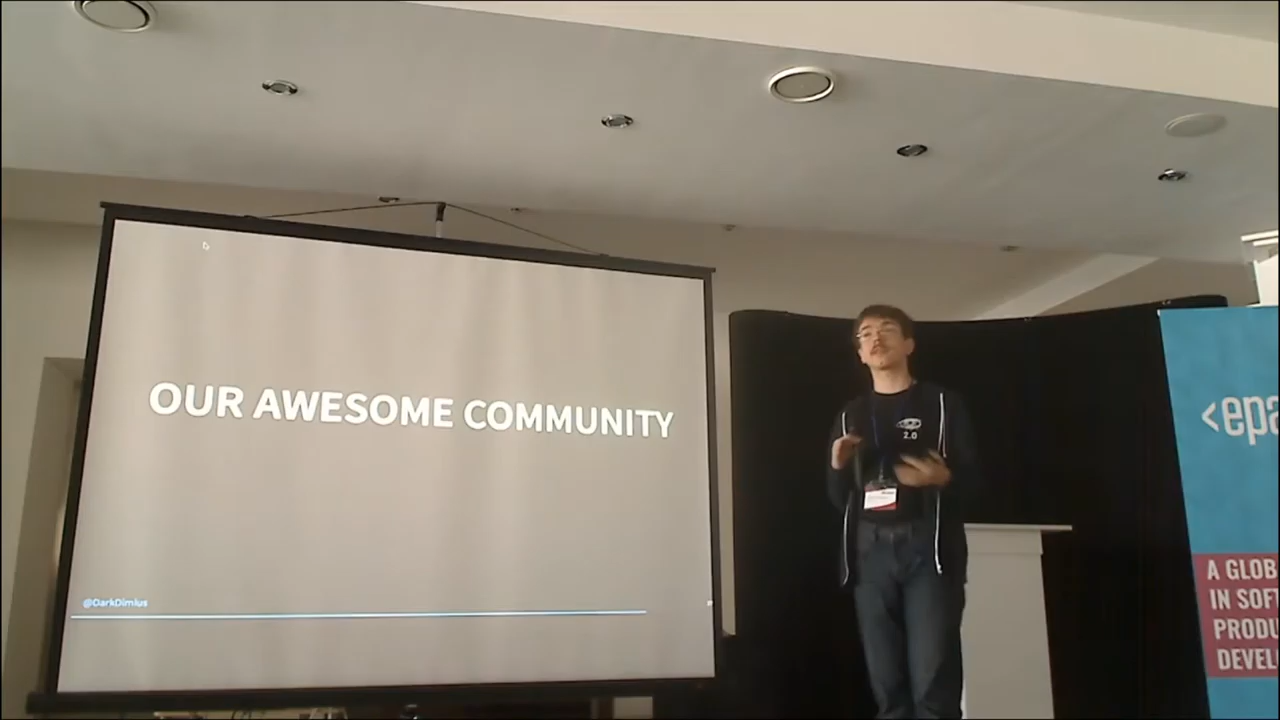 OUR AWESOME COMMUNITY
@DarkDimius
2.0
<epa
A GLOB
IN SOFT
PRODU
DEVEL